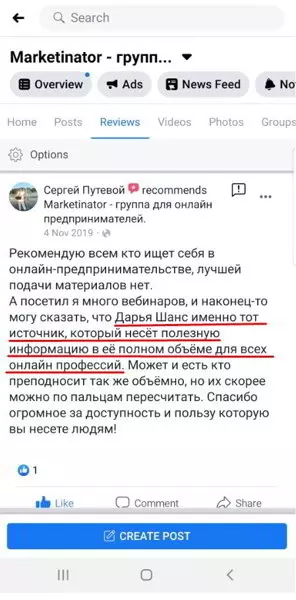 Search
Marketinator - групп...
Overview
Ads
News Feed
No
Home
Posts
Reviews
Videos
Photos
Groups
Options
Сергей Путевой recommends
Marketinator - группа для онлайн
предпринимателей.
4 Nov 2019
Рекомендую всем кто ищет себя в
онлайн-предпринимательстве, лучшей
подачи материалов нет.
А посетил я много вебинаров, и наконец-то
могу сказать, что Дарья Шанс именно тот
источник, который несёт полезную
информацию в её полном объёме для всех
онлайн профессий. Может и есть кто
преподносит так же объёмно, но их скорее
можно по пальцам пересчитать. Спасибо
огромное за доступность и пользу которую
вы несете людям!
1
Like
Comment
Share
CREATE POST